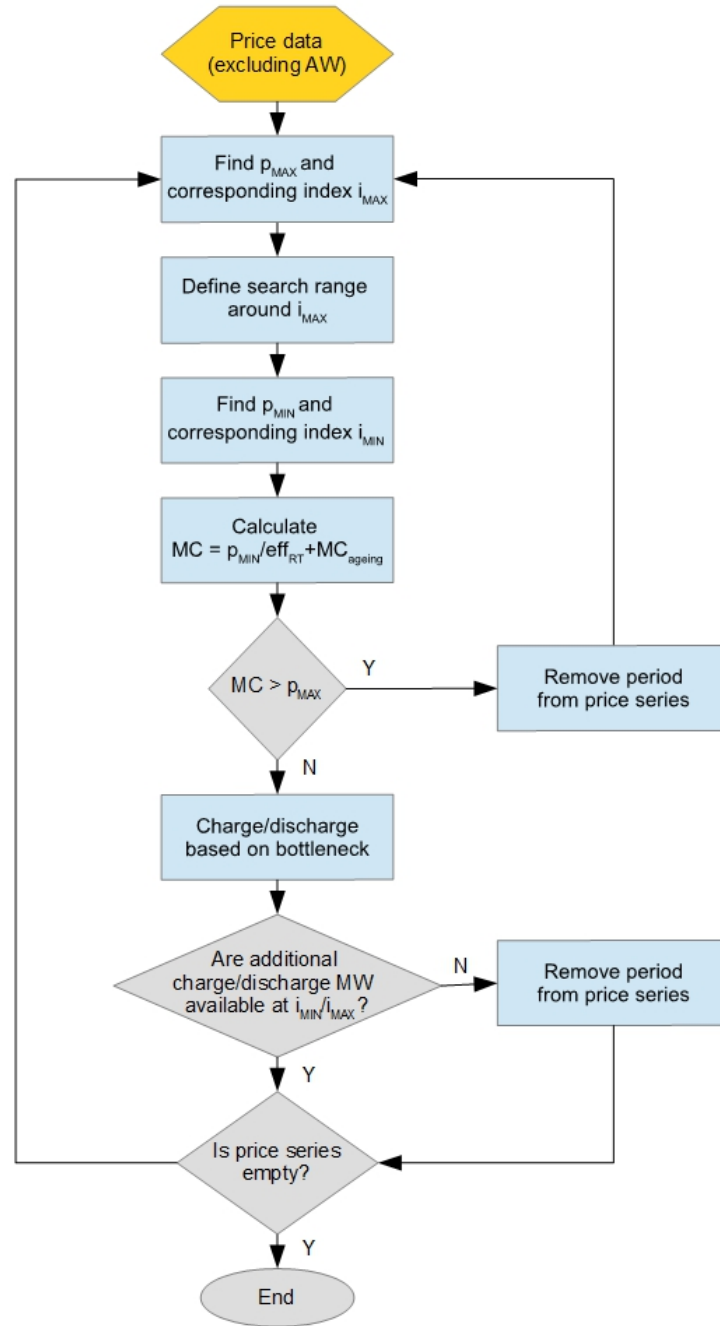 Price data
(excluding AW)
Find pMAX and
corresponding index iMAX
Define search range
around iMAX
Find pMIN and
corresponding index iMIN
Calculate
MC = pMIN/effRT+MCageing
MC > pMAX
Y
Remove period
from price series
N
Charge/discharge
based on bottleneck
Are additional
charge/discharge MW
available at iMIN/iMAX?
N
Remove period
from price series
Y
Is price series
empty?
Y
End